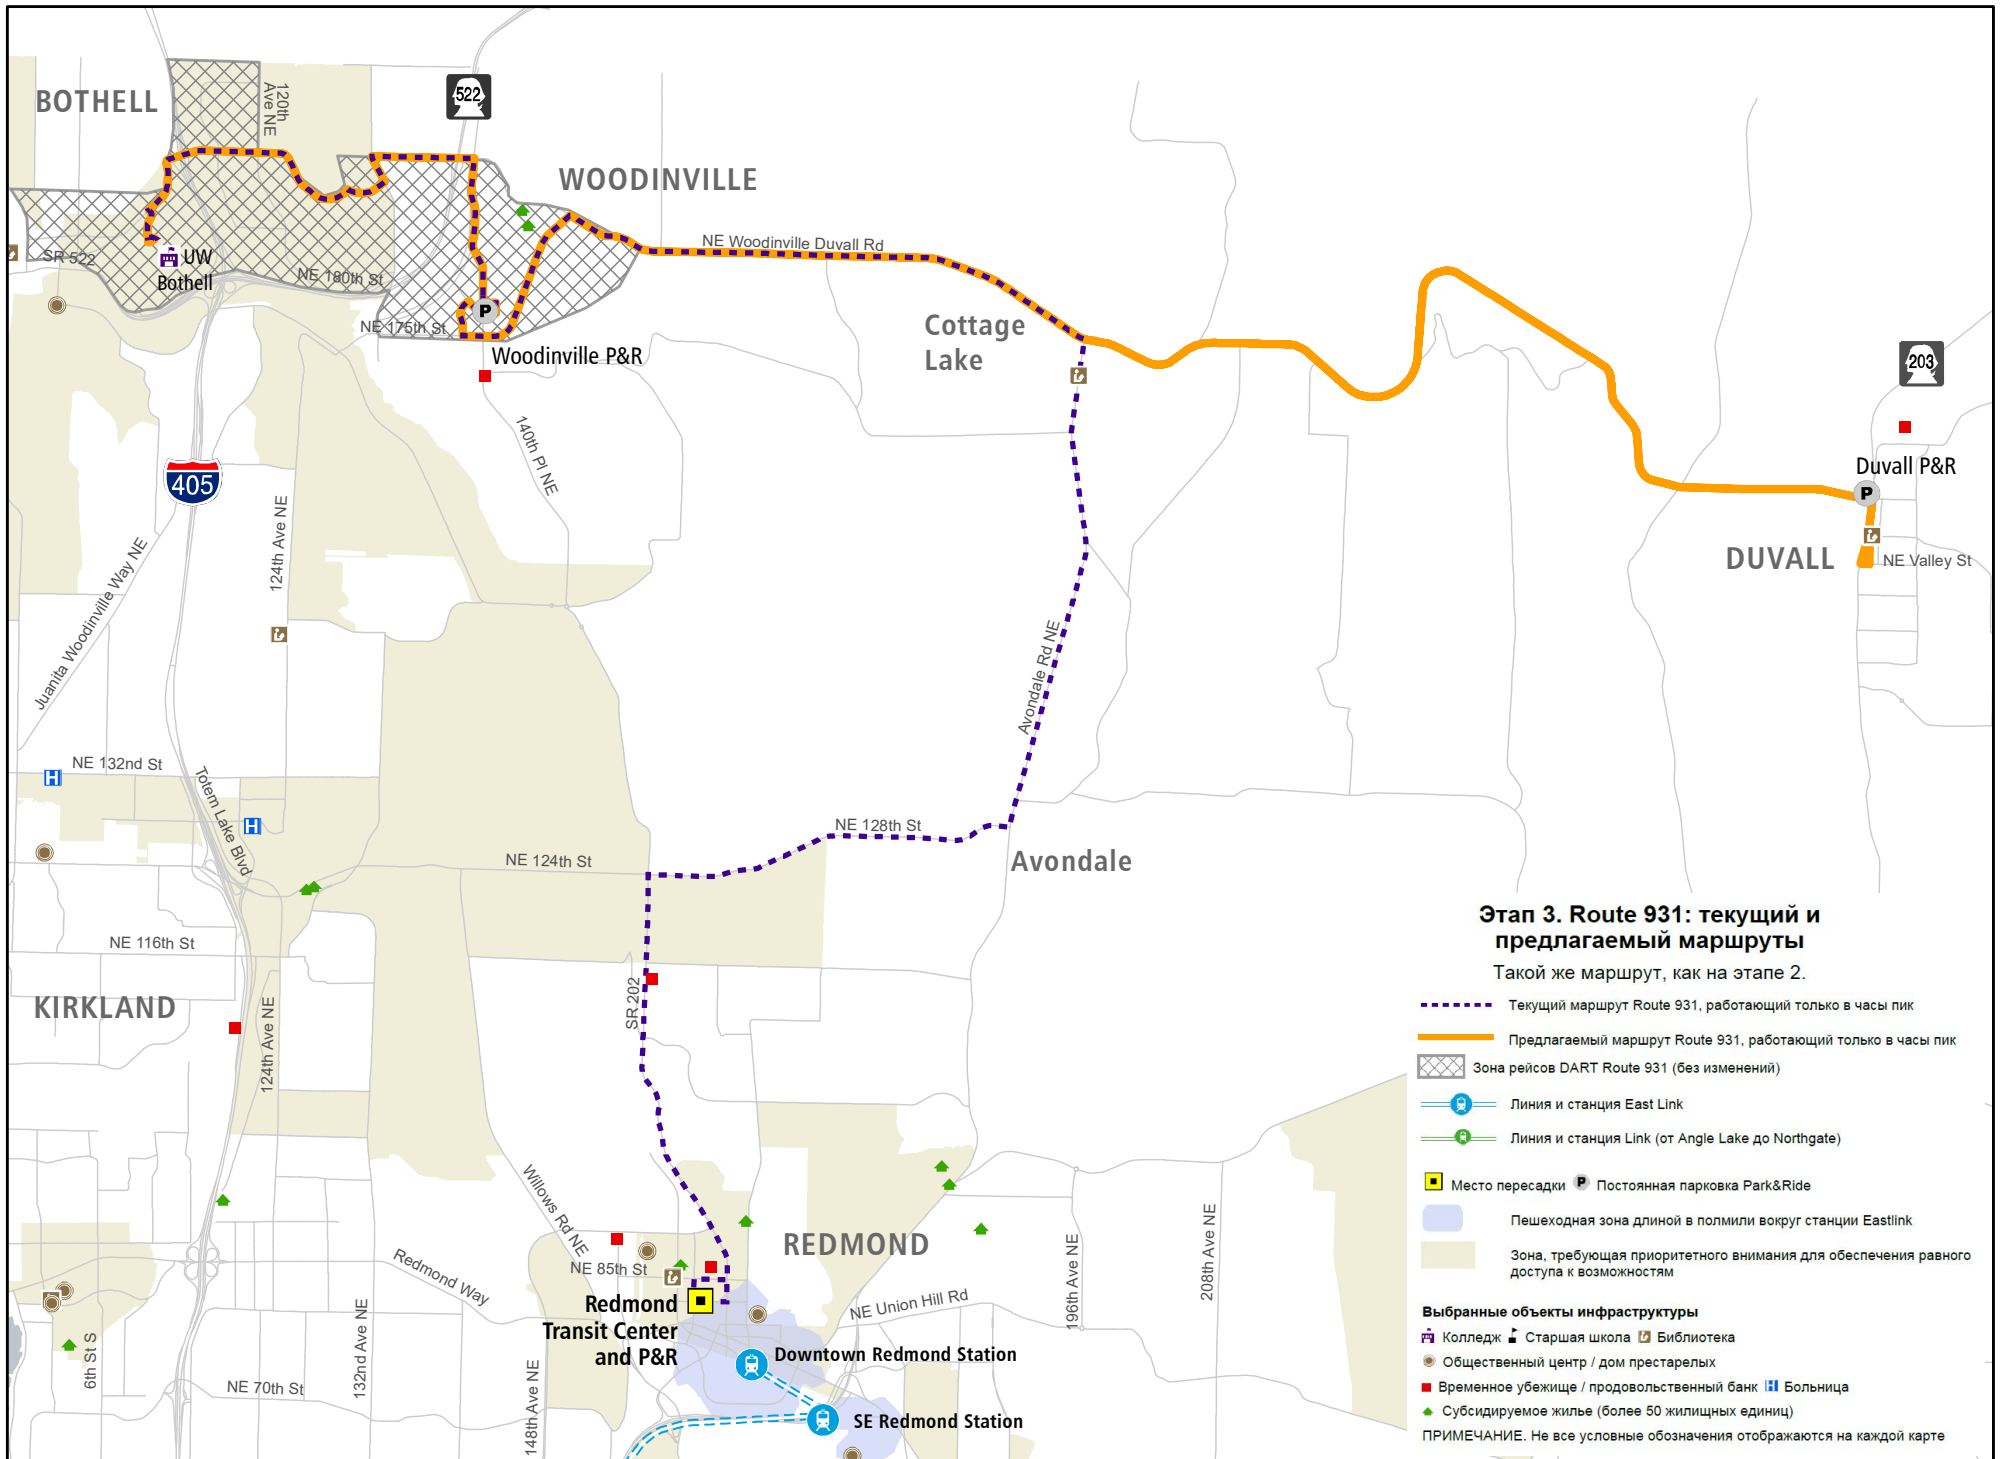 BOTHELL
120th
Ave NE
522
WOODINVILLE
NE Woodinville Duvall Rd
SR 522
UW
Bothell
NE 180th St
NE 175th St
P
Woodinville P&R
Cottage
Lake
203
140th Pl NE
405
124th Ave NE
Juanita Woodinville Way NE
Duvall P&R
P
DUVALL
NE Valley St
Avondale Rd NE
NE 132nd St
H
Totem Lake Blvd
H
NE 128th St
NE 124th St
Avondale
NE 116th St
KIRKLAND
SR 202
124th Ave NE
Willows Rd NE
REDMOND
NE 85th St
Redmond Way
Redmond
Transit Center
and P&R
NE Union Hill Rd
196th Ave NE
208th Ave NE
Downtown Redmond Station
SE Redmond Station
6th St S
NE 70th St
132nd Ave NE
148th Ave NE
Этап 3. Route 931: текущий и
предлагаемый маршруты
Такой же маршрут, как на этапе 2.
Текущий маршрут Route 931, работающий только в часы пик
Предлагаемый маршрут Route 931, работающий только в часы пик
Зона рейсов DART Route 931 (без изменений)
Линия и станция East Link
Линия и станция Link (от Angle Lake до Northgate)
Место пересадки P Постоянная парковка Park&Ride
Пешеходная зона длиной в полмили вокруг станции Eastlink
Зона, требующая приоритетного внимания для обеспечения равного
доступа к возможностям
Выбранные объекты инфраструктуры
Колледж Старшая школа Библиотека
Общественный центр / дом престарелых
Временное убежище / продовольственный банк H Больница
Субсидируемое жилье (более 50 жилищных единиц)
ПРИМЕЧАНИЕ. Не все условные обозначения отображаются на каждой карте